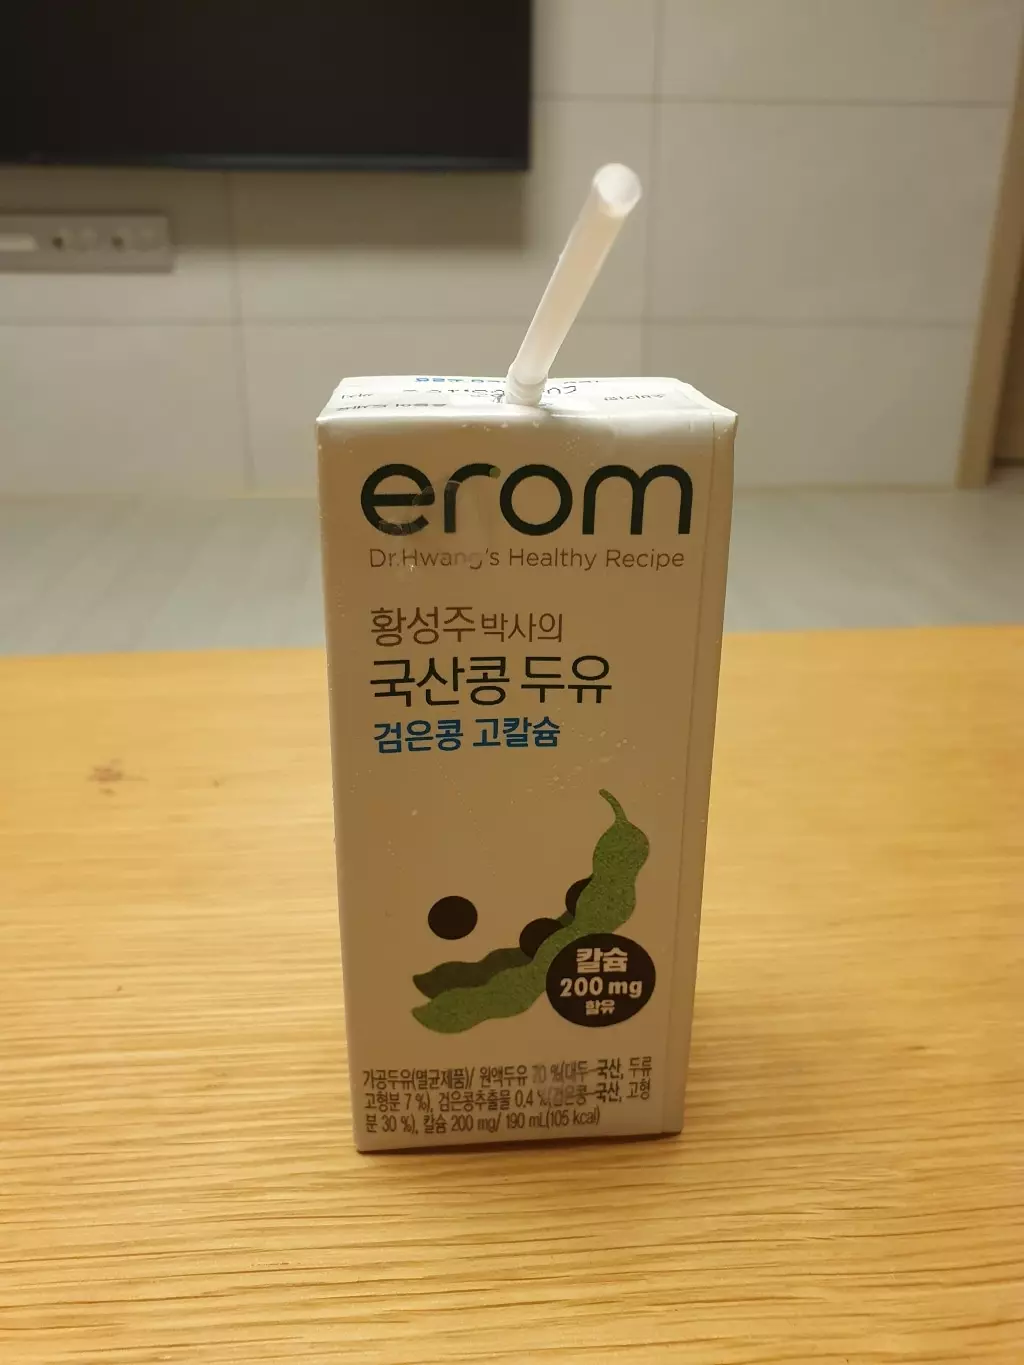 erom
Dr.Hwang's Healthy Recipe
황성주 박사의
국산콩 두유
검은콩 고칼슘
칼슘
200 mg
함유
가공두유(멸균제품)/ 원액두유 70 %(대두-국산, 두류
고형분 7 %), 검은콩추출물 0.4 %(검은콩-국산, 고형
분 30 %), 칼슘 200 mg/ 190 mL(105 kcal)